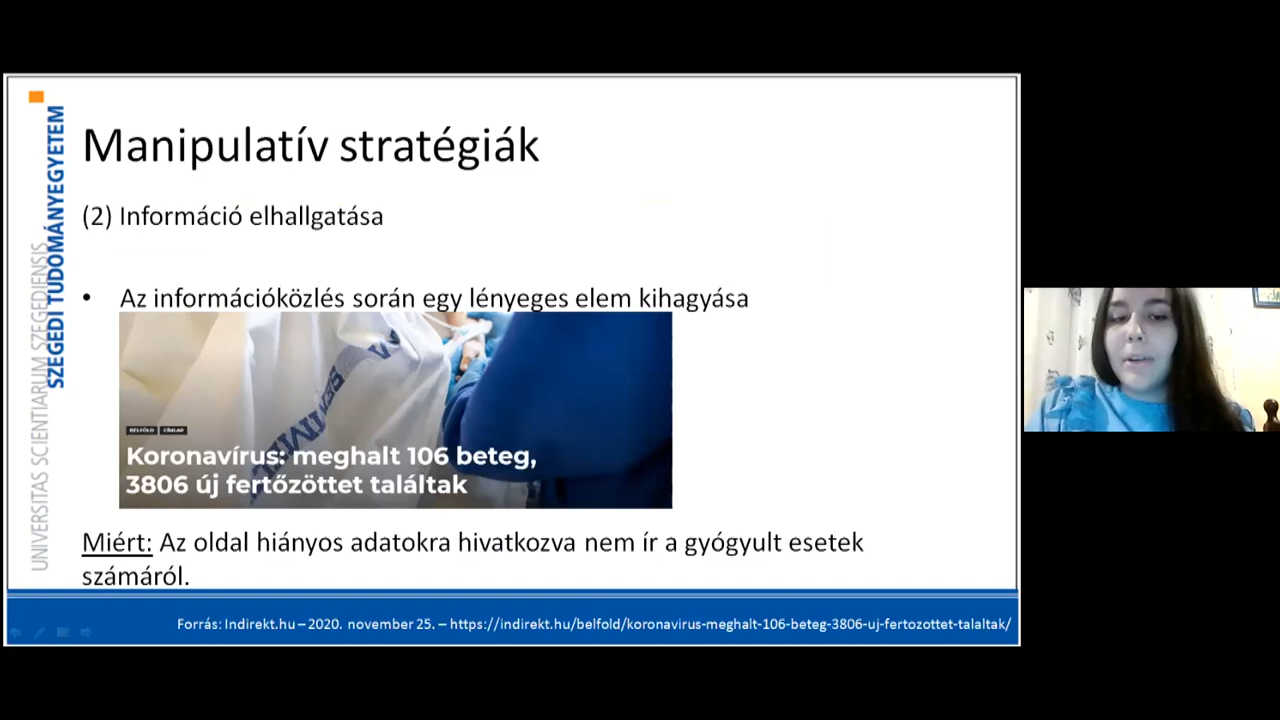 UNIVERSITAS SCIENTIARUM SZEGEDIENSIS
SZEGEDI TUDOMÁNYEGYETEM
Manipulatív stratégiák
(2) Információ elhallgatása
• Az információközlés során egy lényeges elem kihagyása
BELFÖLD CÍMLAP
Koronavírus: meghalt 106 beteg,
3806 új fertőzöttet találtak
Miért: Az oldal hiányos adatokra hivatkozva nem ír a gyógyult esetek
számáról.
Forrás: Indirekt.hu – 2020. november 25. – https://indirekt.hu/belfold/koronavirus-meghalt-106-beteg-3806-uj-fertozottet-talaltak/